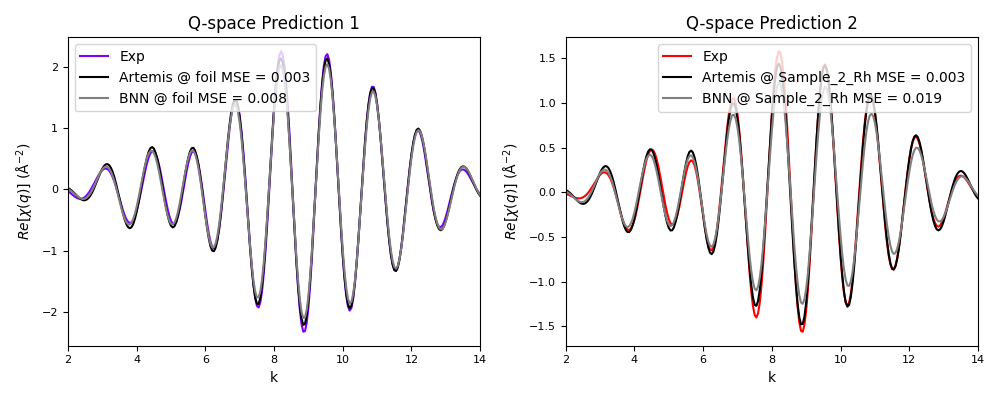 Q-space Prediction 1
Exp
Artemis @ foil MSE = 0.003
BNN @ foil MSE = 0.008
2
1
0
−1
−2
Re[χ(q)] (Å⁻²)
2 4 6 8 10 12 14
k
Q-space Prediction 2
Exp
Artemis @ Sample_2_Rh MSE = 0.003
BNN @ Sample_2_Rh MSE = 0.019
1.5
1.0
0.5
0.0
−0.5
−1.0
−1.5
Re[χ(q)] (Å⁻²)
2 4 6 8 10 12 14
k